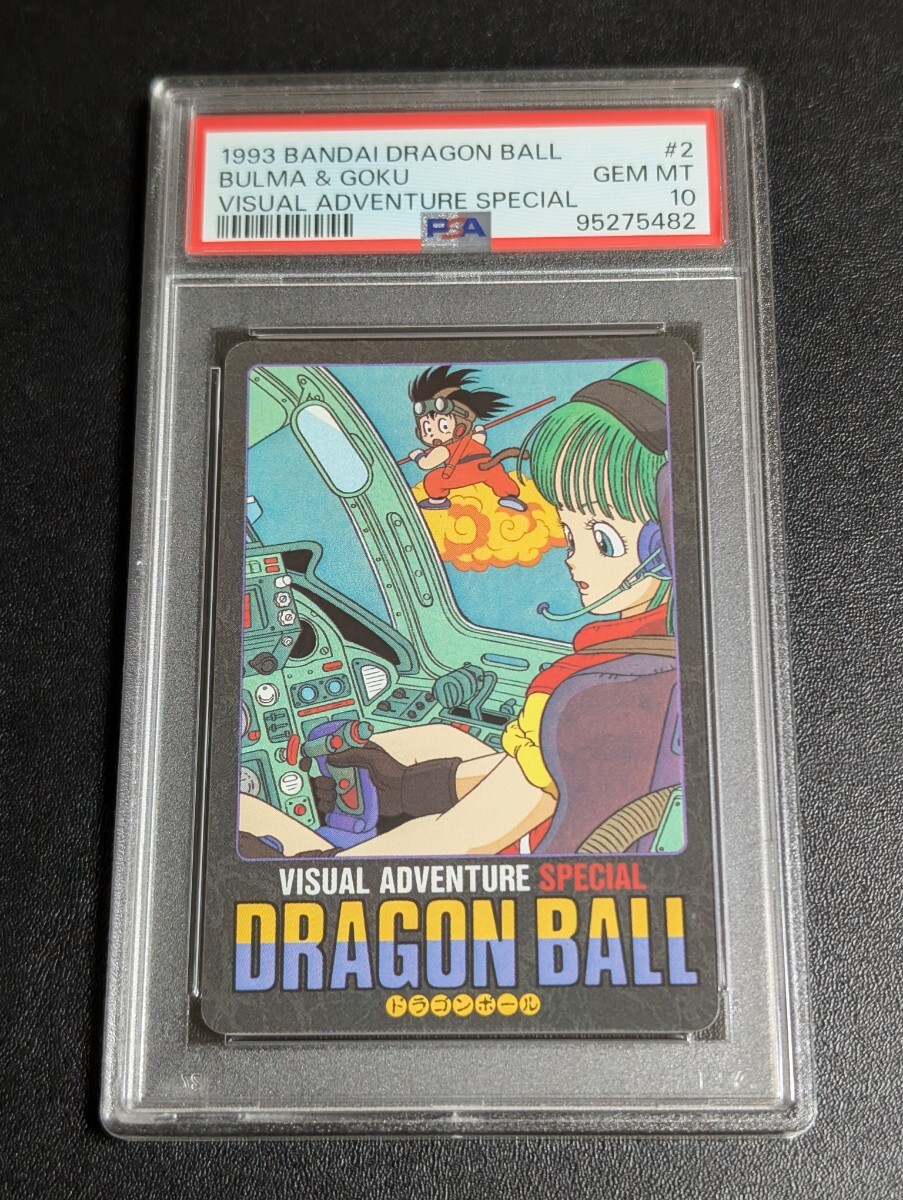 1993 BANDAI DRAGON BALL #2
BULMA & GOKU GEM MT
VISUAL ADVENTURE SPECIAL 10
PSA 95275482
VISUAL ADVENTURE SPECIAL
DRAGON BALL
ドラゴンボール